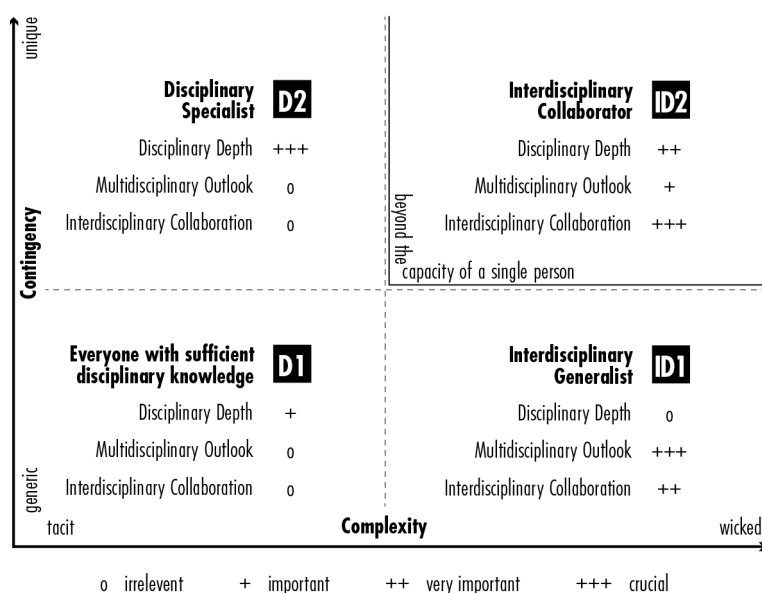 unique
Disciplinary
Specialist
D2
Disciplinary Depth +++
Multidisciplinary Outlook o
Interdisciplinary Collaboration o
Interdisciplinary
Collaborator
ID2
Disciplinary Depth ++
Multidisciplinary Outlook +
Interdisciplinary Collaboration +++
beyond the
capacity of a single person
Contingency
Everyone with sufficient
disciplinary knowledge
D1
Disciplinary Depth +
Multidisciplinary Outlook o
Interdisciplinary Collaboration o
Interdisciplinary
Generalist
ID1
Disciplinary Depth o
Multidisciplinary Outlook +++
Interdisciplinary Collaboration ++
generic
tacit
Complexity
wicked
o irrelevent + important ++ very important +++ crucial